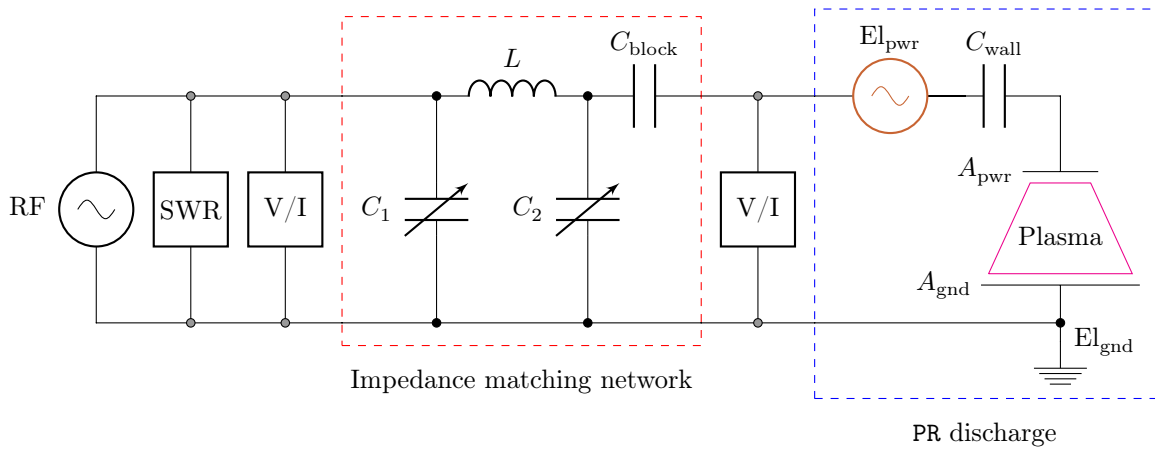 El_pwr
C_wall
C_block
L
A_pwr
RF
SWR
V/I
C_1
C_2
V/I
Plasma
A_gnd
El_gnd
Impedance matching network
PR discharge